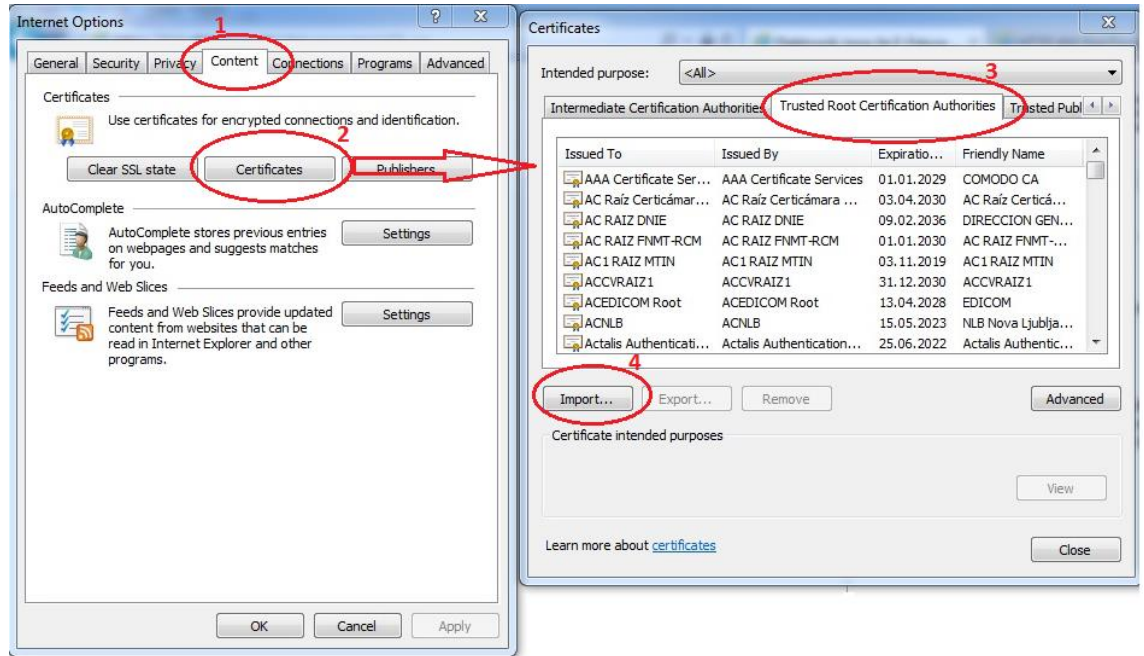 Internet Options
1
General Security Privacy Content Connections Programs Advanced
Certificates
Use certificates for encrypted connections and identification.
2
Clear SSL state Certificates Publishers
AutoComplete
AutoComplete stores previous entries
on webpages and suggests matches
for you.
Settings
Feeds and Web Slices
Feeds and Web Slices provide updated
content from websites that can be
read in Internet Explorer and other
programs.
Settings
OK Cancel Apply
Certificates
Intended purpose: <All>
3
Intermediate Certification Authorities Trusted Root Certification Authorities Trusted Publ
Issued To Issued By Expiratio... Friendly Name
AAA Certificate Ser... AAA Certificate Services 01.01.2029 COMODO CA
AC Raíz Certicámar... AC Raíz Certicámara ... 03.04.2030 AC Raíz Certicá...
AC RAIZ DNIE AC RAIZ DNIE 09.02.2036 DIRECCION GEN...
AC RAIZ FNMT-RCM AC RAIZ FNMT-RCM 01.01.2030 AC RAIZ FNMT-...
AC1 RAIZ MTIN AC1 RAIZ MTIN 03.11.2019 AC1 RAIZ MTIN
ACCVRAIZ1 ACCVRAIZ1 31.12.2030 ACCVRAIZ1
ACEDICOM Root ACEDICOM Root 13.04.2028 EDICOM
ACNLB ACNLB 15.05.2023 NLB Nova Ljublja...
Actalis Authenticati... Actalis Authentication... 25.06.2022 Actalis Authentic...
4
Import... Export... Remove Advanced
Certificate intended purposes
View
Learn more about certificates
Close